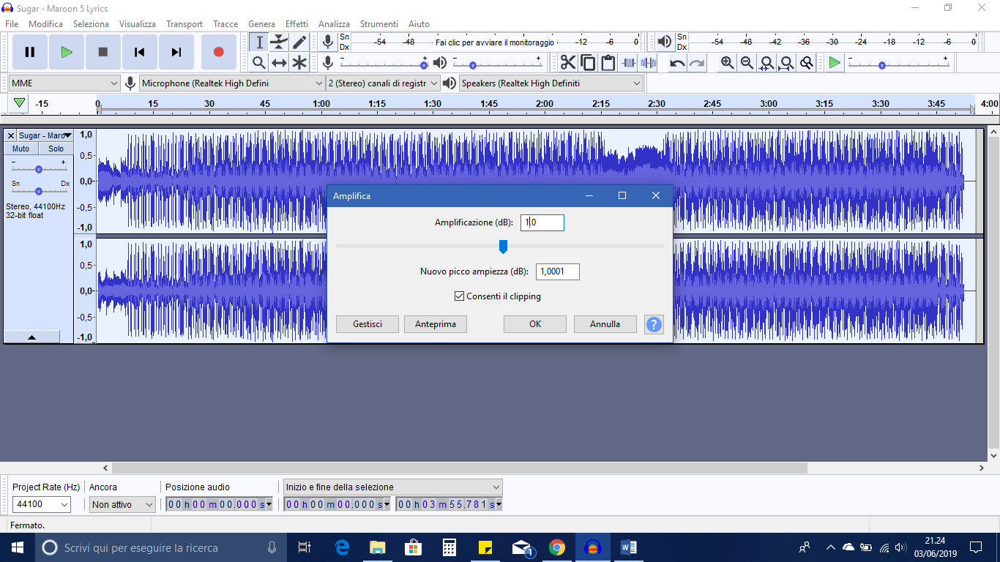 Sugar - Maroon 5 Lyrics
File Modifica Seleziona Visualizza Transport Tracce Genera Effetti Analizza Strumenti Aiuto
Sn Dx -54 -48 - Fai clic per avviare il monitoraggio -12 -6 0
Sn Dx -54 -48 -42 -36 -30 -24 -18 -12 -6 0
- + - + - +
MME Microphone (Realtek High Defini 2 (Stereo) canali di registr Speakers (Realtek High Definiti
-15 0 15 30 45 1:00 1:15 1:30 1:45 2:00 2:15 2:30 2:45 3:00 3:15 3:30 3:45 4:00
Sugar - Maro
Muto Solo
- +
Sn Dx
Stereo, 44100Hz
32-bit float
1,0
0,5-
0,0-
-0,5-
-1,0
1,0
0,5-
0,0-
-0,5-
-1,0
Amplifica
Amplificazione (dB): 1,0
Nuovo picco ampiezza (dB): 1,0001
Consenti il clipping
Gestisci Anteprima OK Annulla ?
Project Rate (Hz) Ancora Posizione audio Inizio e fine della selezione
44100 Non attivo 00 h 00 m 00.000 s 00 h 00 m 00.000 s 00 h 03 m 55.781 s
Fermato.
Scrivi qui per eseguire la ricerca
1
21.24
03/06/2019